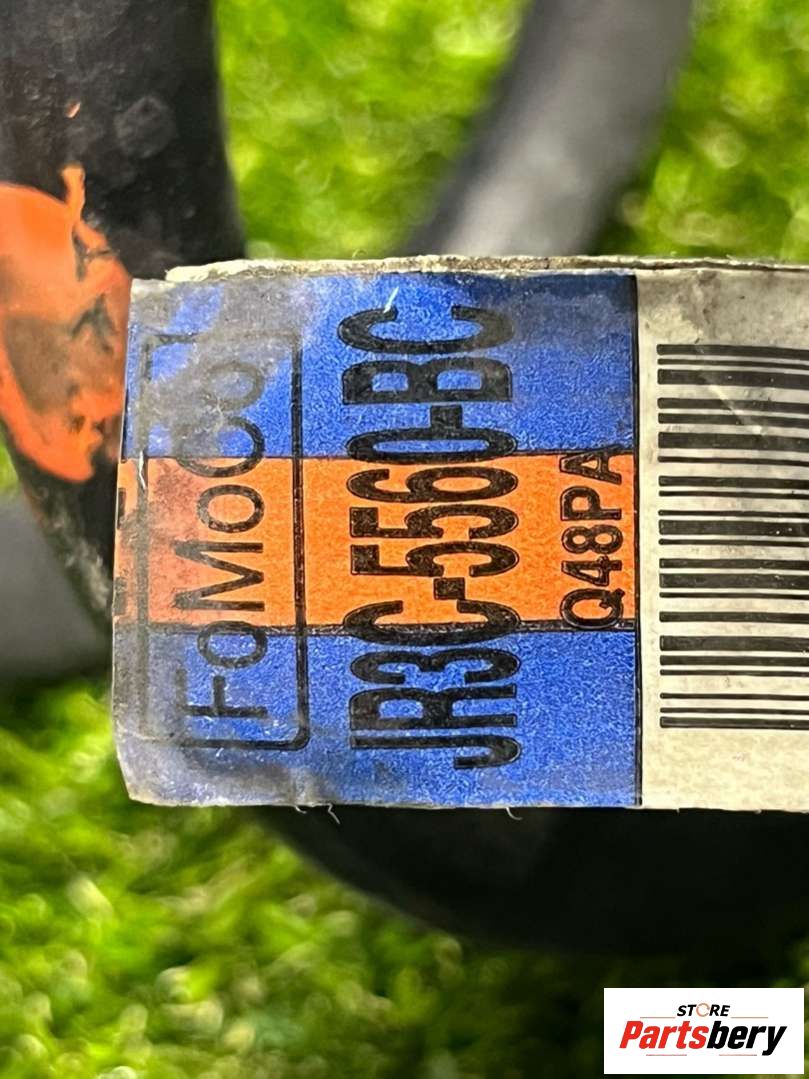 FoMoCo
JR3C-5560-BC
Q48PA
STORE
Partsbery